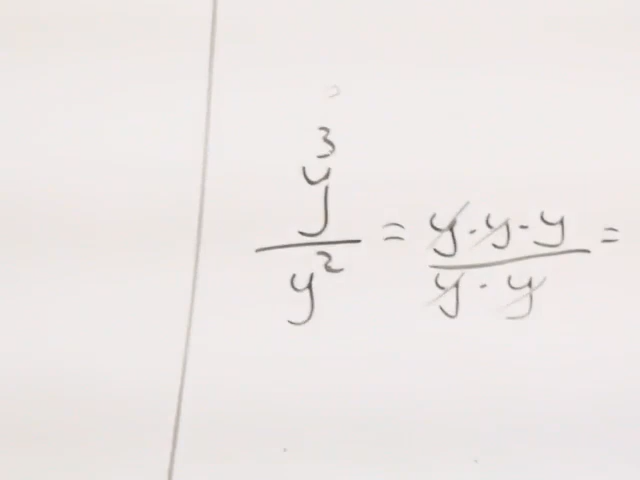 y³/y² = y·y·y/y·y =